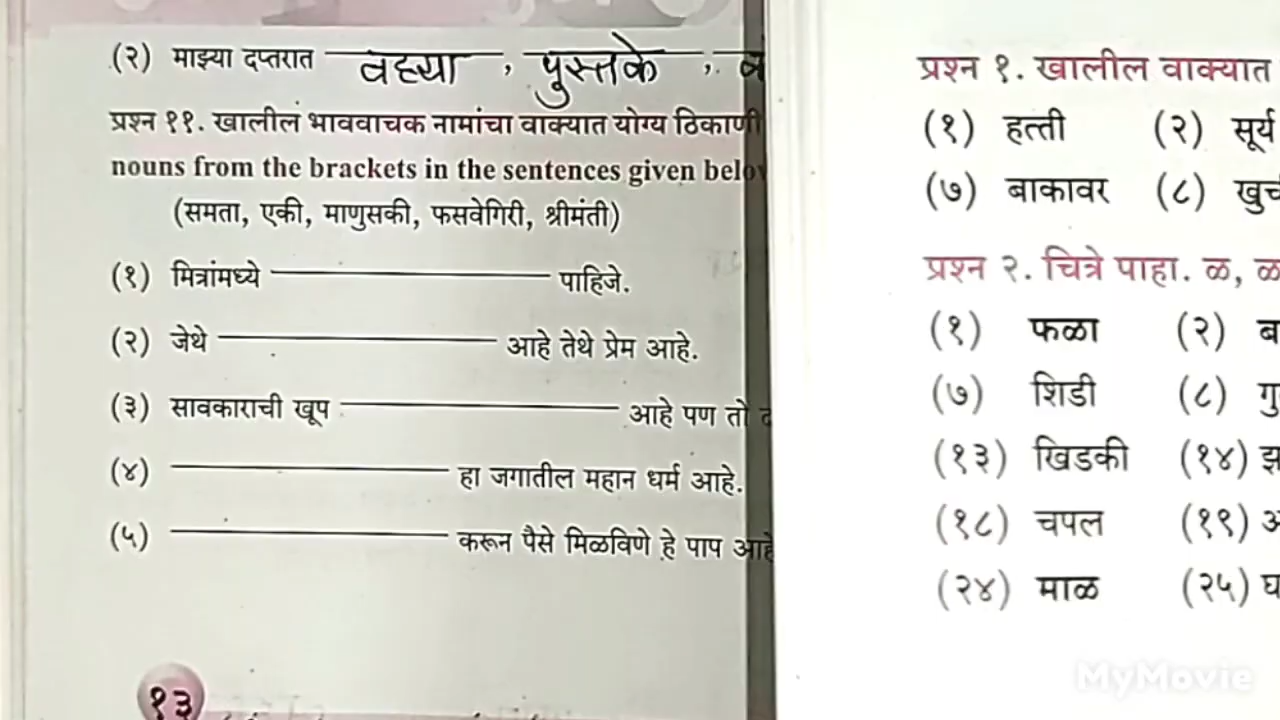 (२) माझ्या दप्तरात वह्या , पुस्तके ,
प्रश्न ११. खालील भाववाचक नामांचा वाक्यात योग्य ठिकाणी
nouns from the brackets in the sentences given below
(समता, एकी, माणुसकी, फसवेगिरी, श्रीमंती)
(१) मित्रांमध्ये ——— पाहिजे.
(२) जेथे ——— आहे तेथे प्रेम आहे.
(३) सावकाराची खूप ——— आहे पण तो
(४) ——— हा जगातील महान धर्म आहे.
(५) ——— करून पैसे मिळविणे हे पाप आहे
१३
प्रश्न १. खालील वाक्यात
(१) हत्ती (२) सूर्य
(७) बाकावर (८)
प्रश्न २. चित्रे पाहा. ळ,
(१) फळा (२)
(७) शिडी (८)
(१३) खिडकी (१४)
(१८) चपल (१९)
(२४) माळ (२५)
MyMovie